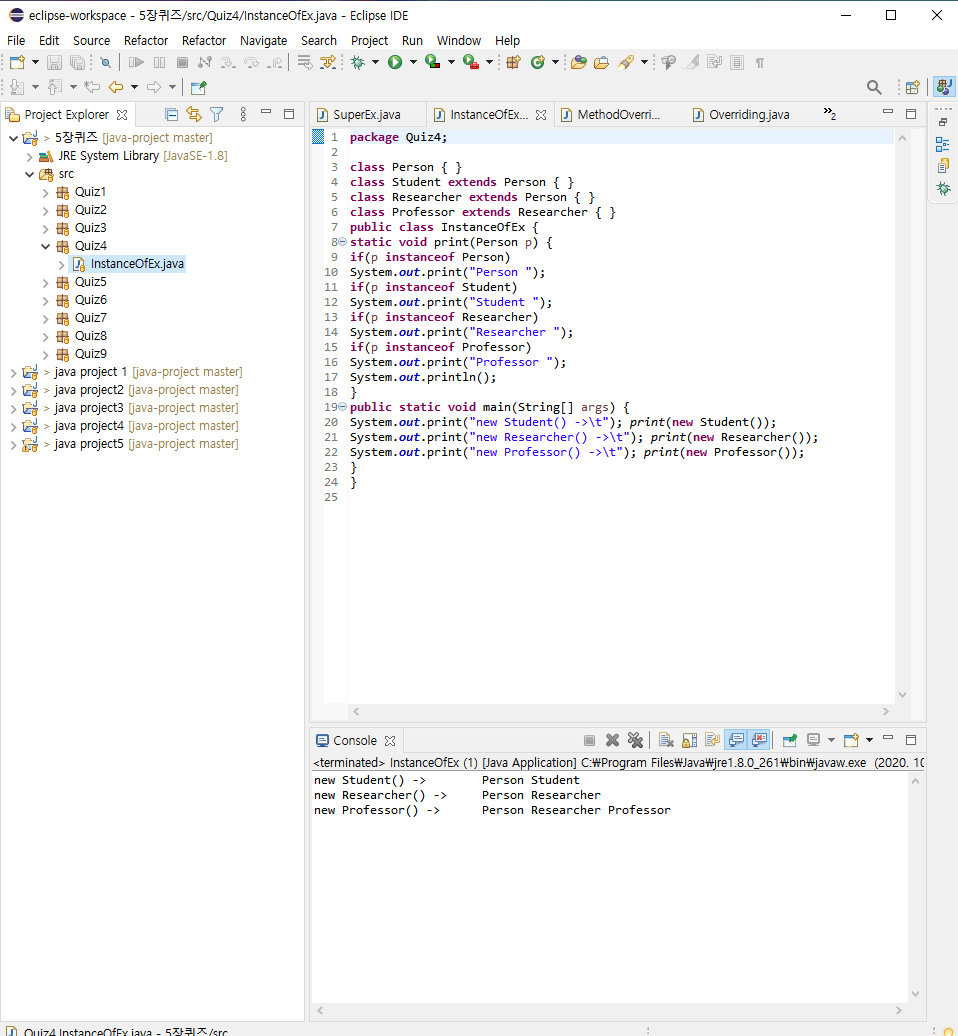 eclipse-workspace - 5장퀴즈/src/Quiz4/InstanceOfEx.java - Eclipse IDE
File Edit Source Refactor Refactor Navigate Search Project Run Window Help
Project Explorer
5장퀴즈 [java-project master]
JRE System Library [JavaSE-1.8]
src
Quiz1
Quiz2
Quiz3
Quiz4
InstanceOfEx.java
Quiz5
Quiz6
Quiz7
Quiz8
Quiz9
> java project 1 [java-project master]
> java project2 [java-project master]
> java project3 [java-project master]
> java project4 [java-project master]
> java project5 [java-project master]
SuperEx.java InstanceOfEx... MethodOverri... Overriding.java »2
1 package Quiz4;
2
3 class Person { }
4 class Student extends Person { }
5 class Researcher extends Person { }
6 class Professor extends Researcher { }
7 public class InstanceOfEx {
8 static void print(Person p) {
9 if(p instanceof Person)
10 System.out.print("Person ");
11 if(p instanceof Student)
12 System.out.print("Student ");
13 if(p instanceof Researcher)
14 System.out.print("Researcher ");
15 if(p instanceof Professor)
16 System.out.print("Professor ");
17 System.out.println();
18 }
19 public static void main(String[] args) {
20 System.out.print("new Student() ->\t"); print(new Student());
21 System.out.print("new Researcher() ->\t"); print(new Researcher());
22 System.out.print("new Professor() ->\t"); print(new Professor());
23 }
24 }
25
Console
<terminated> InstanceOfEx (1) [Java Application] C:₩Program Files₩Java₩jre1.8.0_261₩bin₩javaw.exe (2020. 10
new Student() -> Person Student
new Researcher() -> Person Researcher
new Professor() -> Person Researcher Professor
Quiz4.InstanceOfEx.java - 5장퀴즈/src